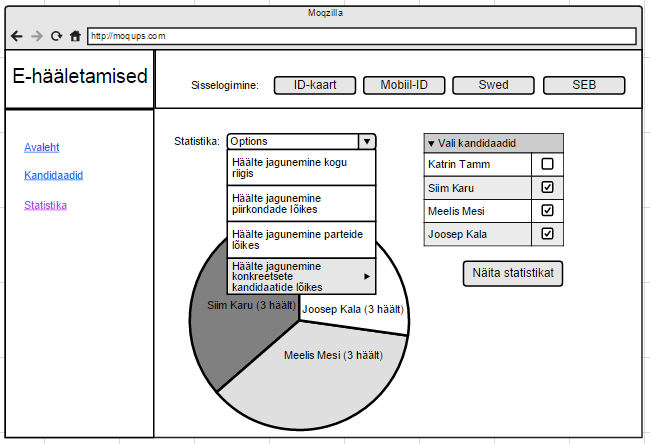 Moqzilla
http://moqups.com
E-hääletamised
Sisselogimine:
ID-kaart
Mobiil-ID
Swed
SEB
Avaleht
Kandidaadid
Statistika
Statistika:
Options
Häälte jagunemine kogu
riigis
Häälte jagunemine
piirkondade lõikes
Häälte jagunemine parteide
lõikes
Häälte jagunemine
konkreetsete
kandidaatide lõikes
Vali kandidaadid
Katrin Tamm
Siim Karu
Meelis Mesi
Joosep Kala
Näita statistikat
Siim Karu (3 häält)
Joosep Kala (3 häält)
Meelis Mesi (3 häält)